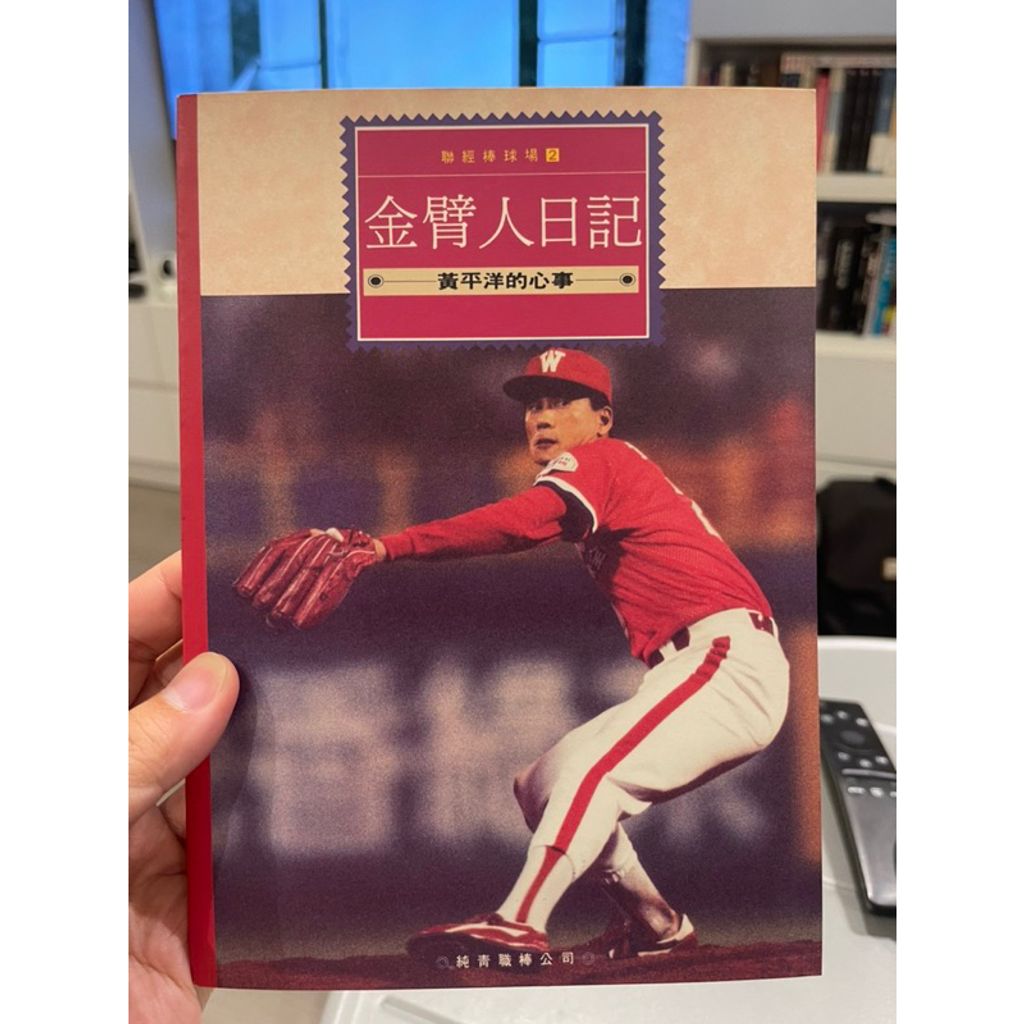 聯經棒球場2
金臂人日記
黃平洋的心事
W
W
純青職棒公司